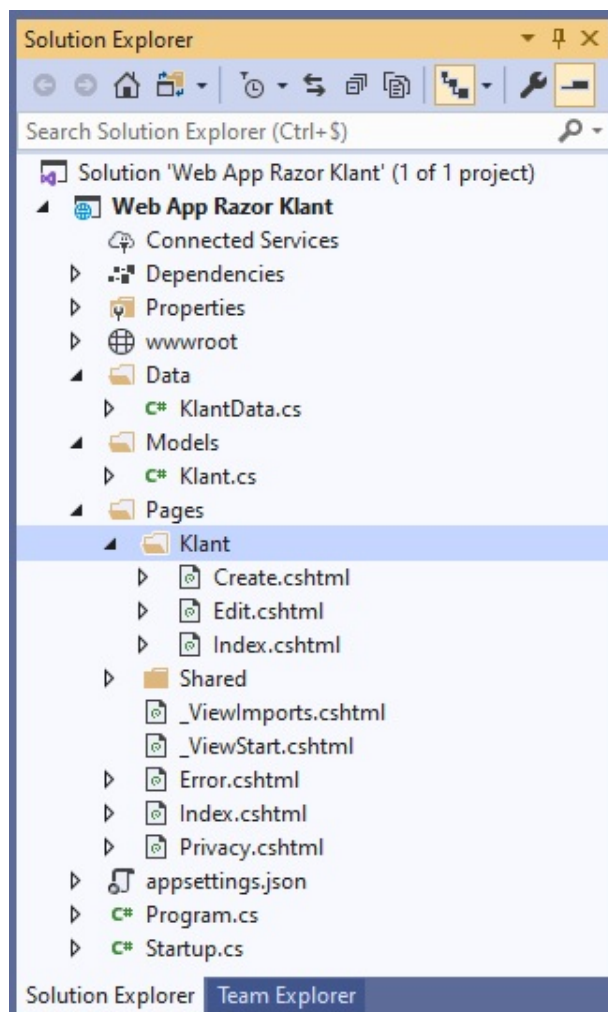 Solution Explorer
Search Solution Explorer (Ctrl+$)
Solution 'Web App Razor Klant' (1 of 1 project)
Web App Razor Klant
Connected Services
Dependencies
Properties
wwwroot
Data
C# KlantData.cs
Models
C# Klant.cs
Pages
Klant
Create.cshtml
Edit.cshtml
Index.cshtml
Shared
_ViewImports.cshtml
_ViewStart.cshtml
Error.cshtml
Index.cshtml
Privacy.cshtml
appsettings.json
C# Program.cs
C# Startup.cs
Solution Explorer Team Explorer